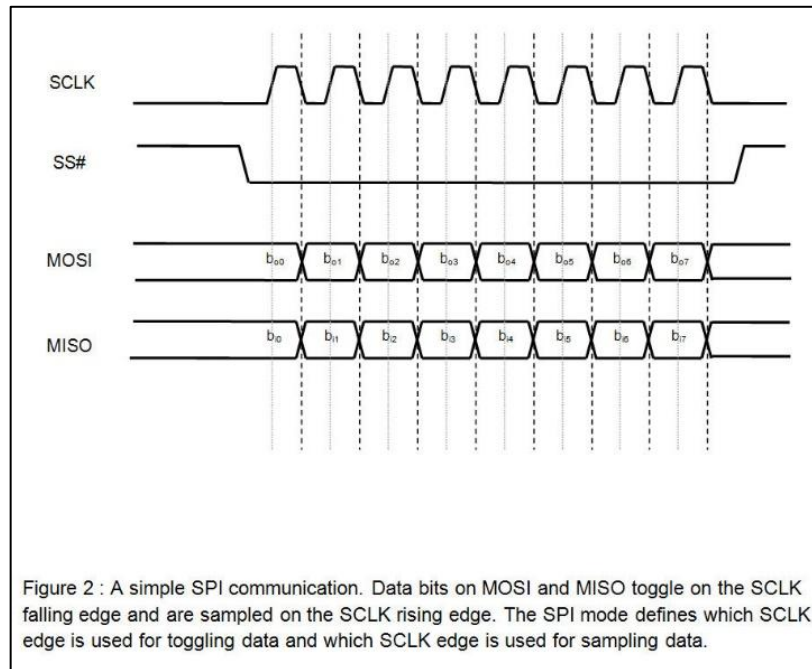 SCLK
SS#
MOSI
bo0 bo1 bo2 bo3 bo4 bo5 bo6 bo7
MISO
bi0 bi1 bi2 bi3 bi4 bi5 bi6 bi7
Figure 2 : A simple SPI communication. Data bits on MOSI and MISO toggle on the SCLK
falling edge and are sampled on the SCLK rising edge. The SPI mode defines which SCLK
edge is used for toggling data and which SCLK edge is used for sampling data.